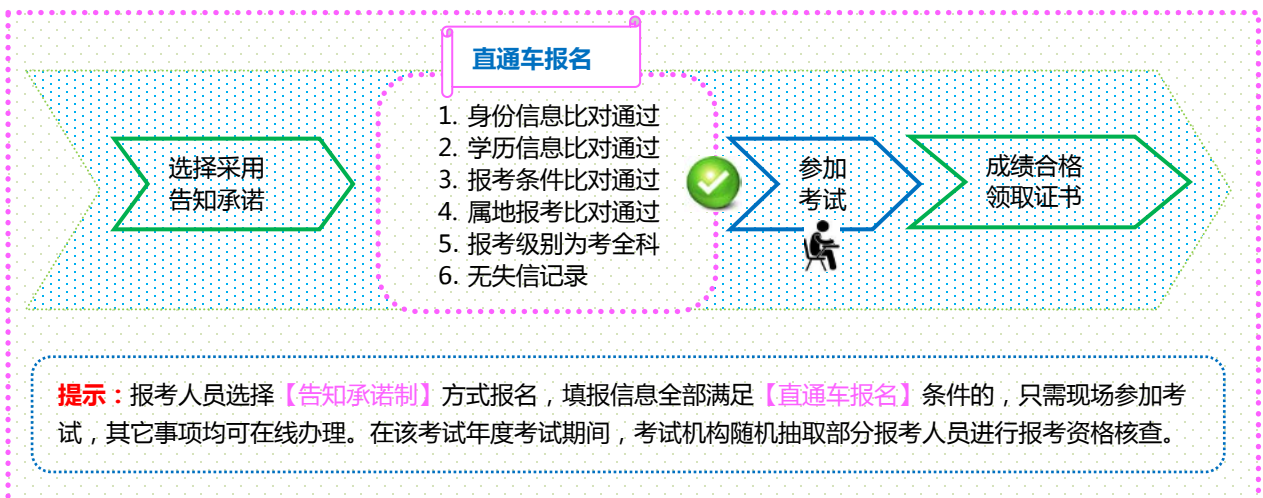 直通车报名
选择采用
告知承诺
1. 身份信息比对通过
2. 学历信息比对通过
3. 报考条件比对通过
4. 属地报考比对通过
5. 报考级别为考全科
6. 无失信记录
参加
考试
成绩合格
领取证书
提示：报考人员选择【告知承诺制】方式报名，填报信息全部满足【直通车报名】条件的，只需现场参加考
试，其它事项均可在线办理。在该考试年度考试期间，考试机构随机抽取部分报考人员进行报考资格核查。